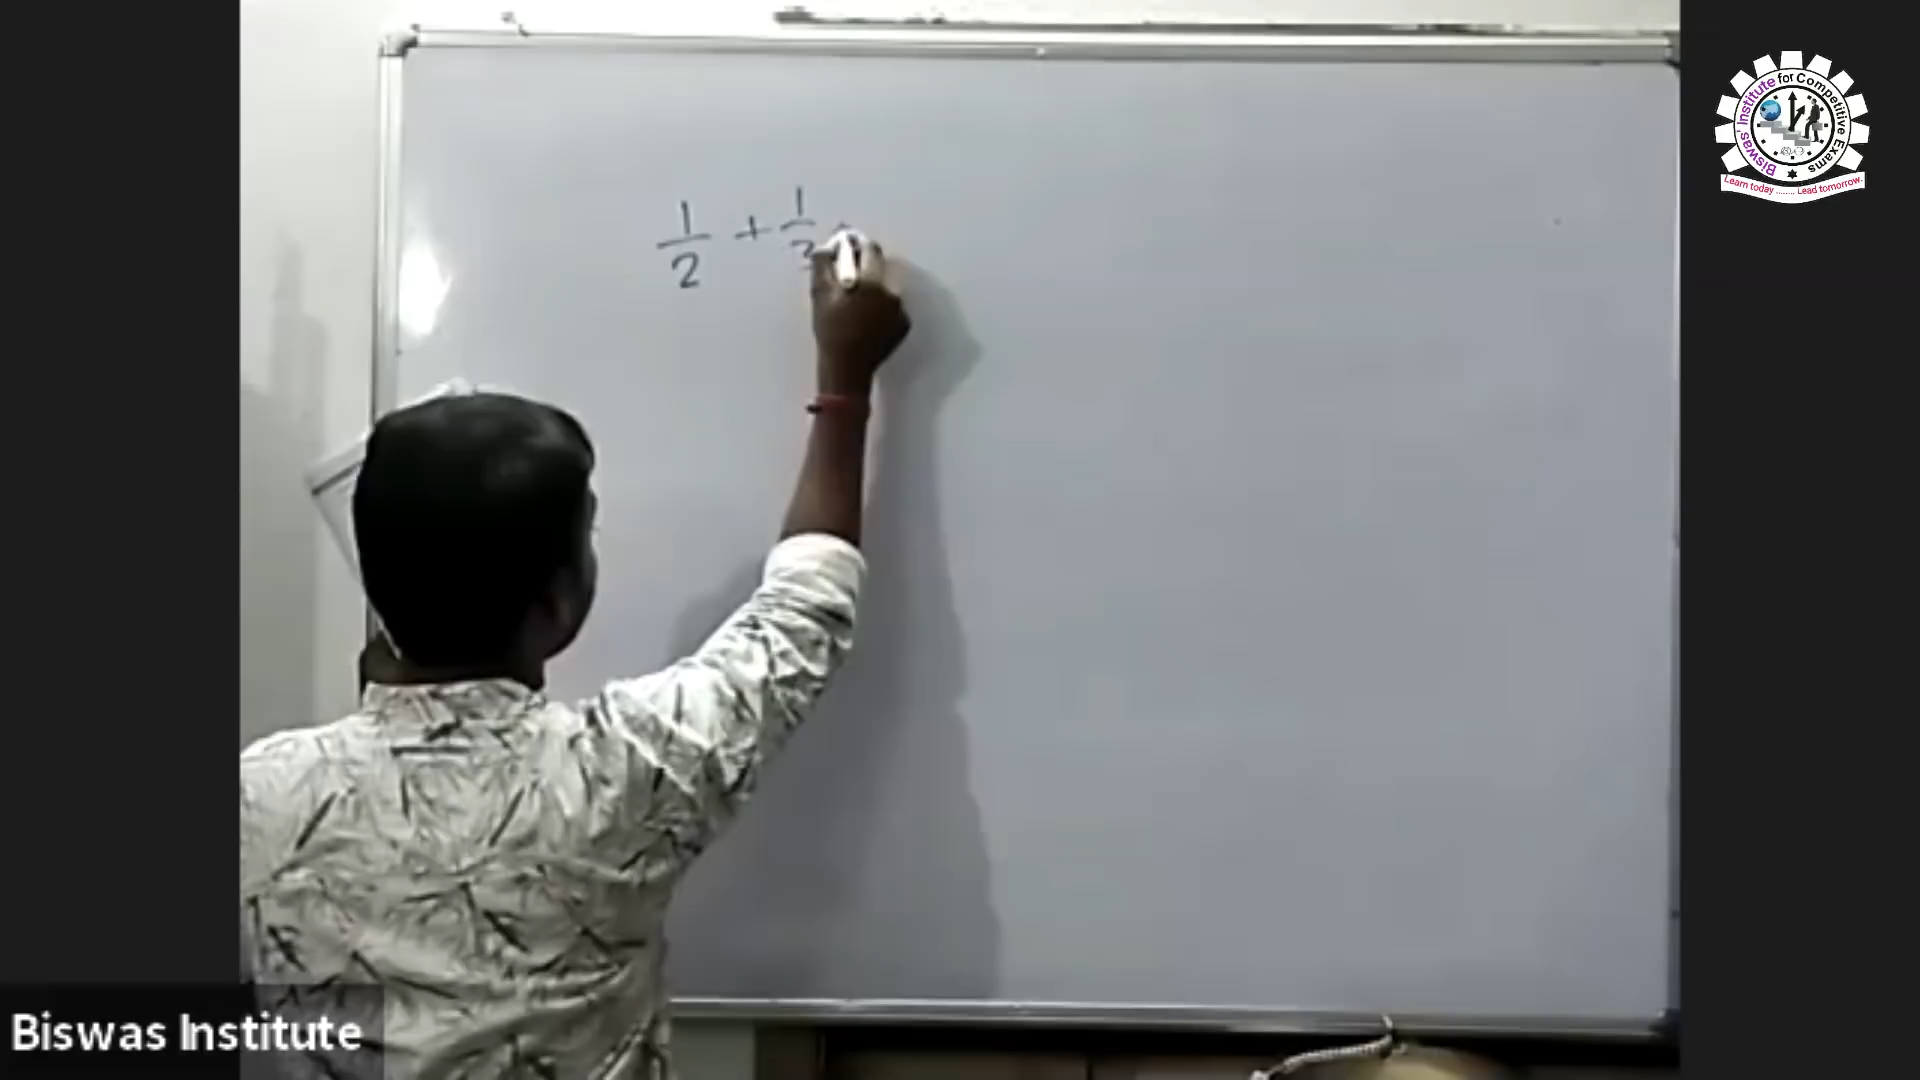 1/2 + 1/3
Biswas' Institute for Competitive Exams
Learn today ........ Lead tomorrow.
Biswas Institute